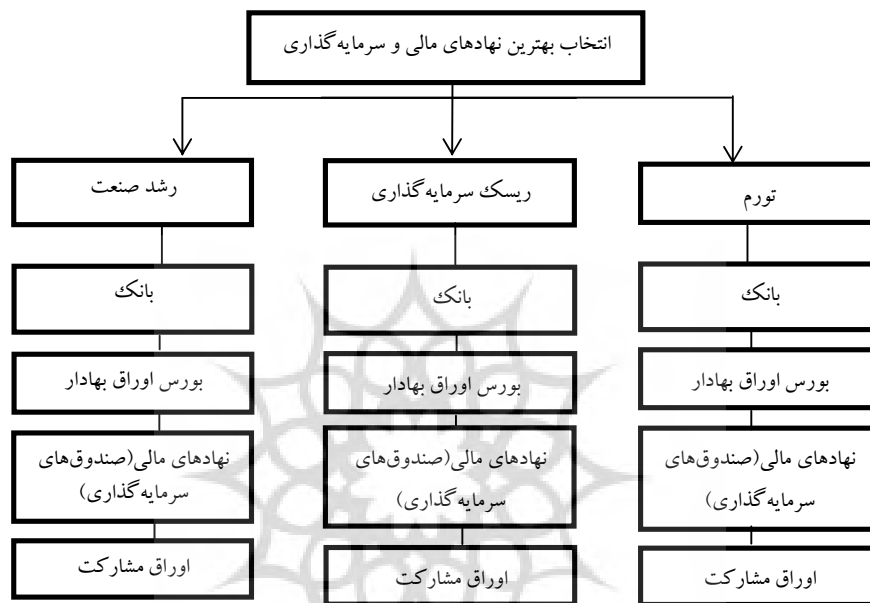 انتخاب بهترین نهادهای مالی و سرمایه‌گذاری
تورم
ریسک سرمایه‌گذاری
رشد صنعت
بانک
بانک
بانک
بورس اوراق بهادار
بورس اوراق بهادار
بورس اوراق بهادار
نهادهای مالی(صندوق‌های
سرمایه‌گذاری)
نهادهای مالی(صندوق‌های
سرمایه‌گذاری)
نهادهای مالی(صندوق‌های
سرمایه‌گذاری)
اوراق مشارکت
اوراق مشارکت
اوراق مشارکت